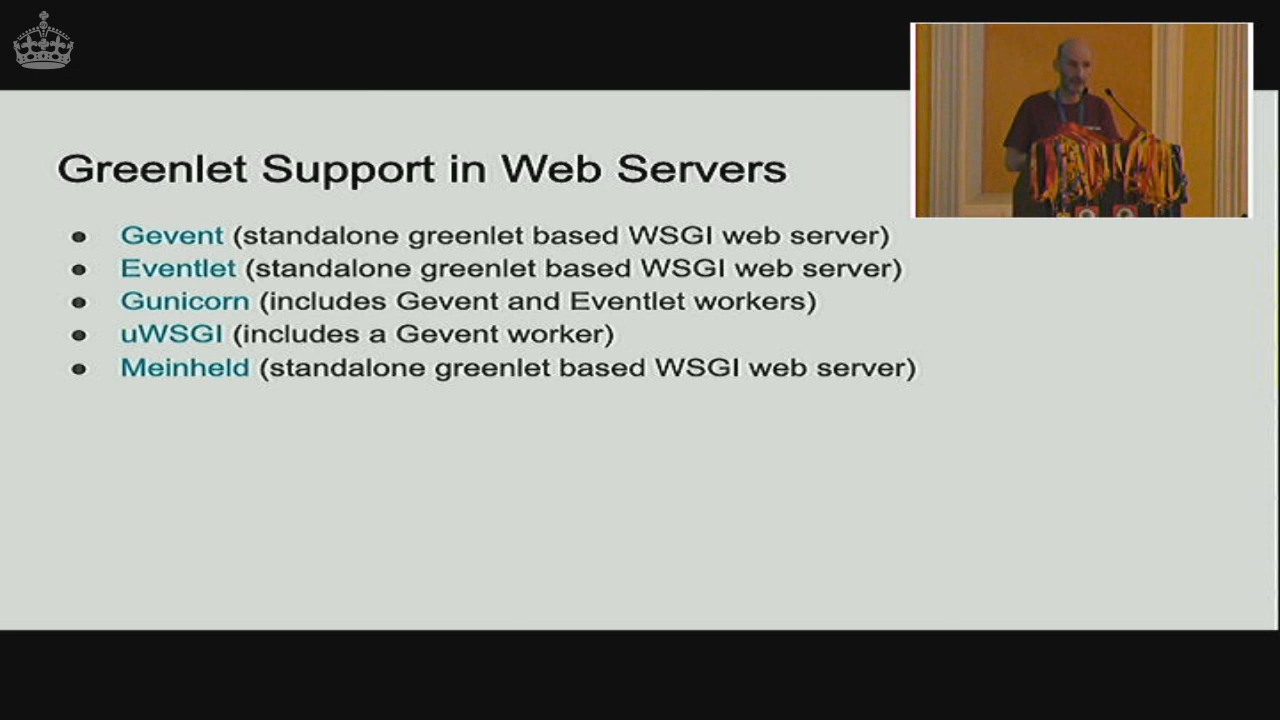 Greenlet Support in Web Servers
● Gevent (standalone greenlet based WSGI web server)
● Eventlet (standalone greenlet based WSGI web server)
● Gunicorn (includes Gevent and Eventlet workers)
● uWSGI (includes a Gevent worker)
● Meinheld (standalone greenlet based WSGI web server)